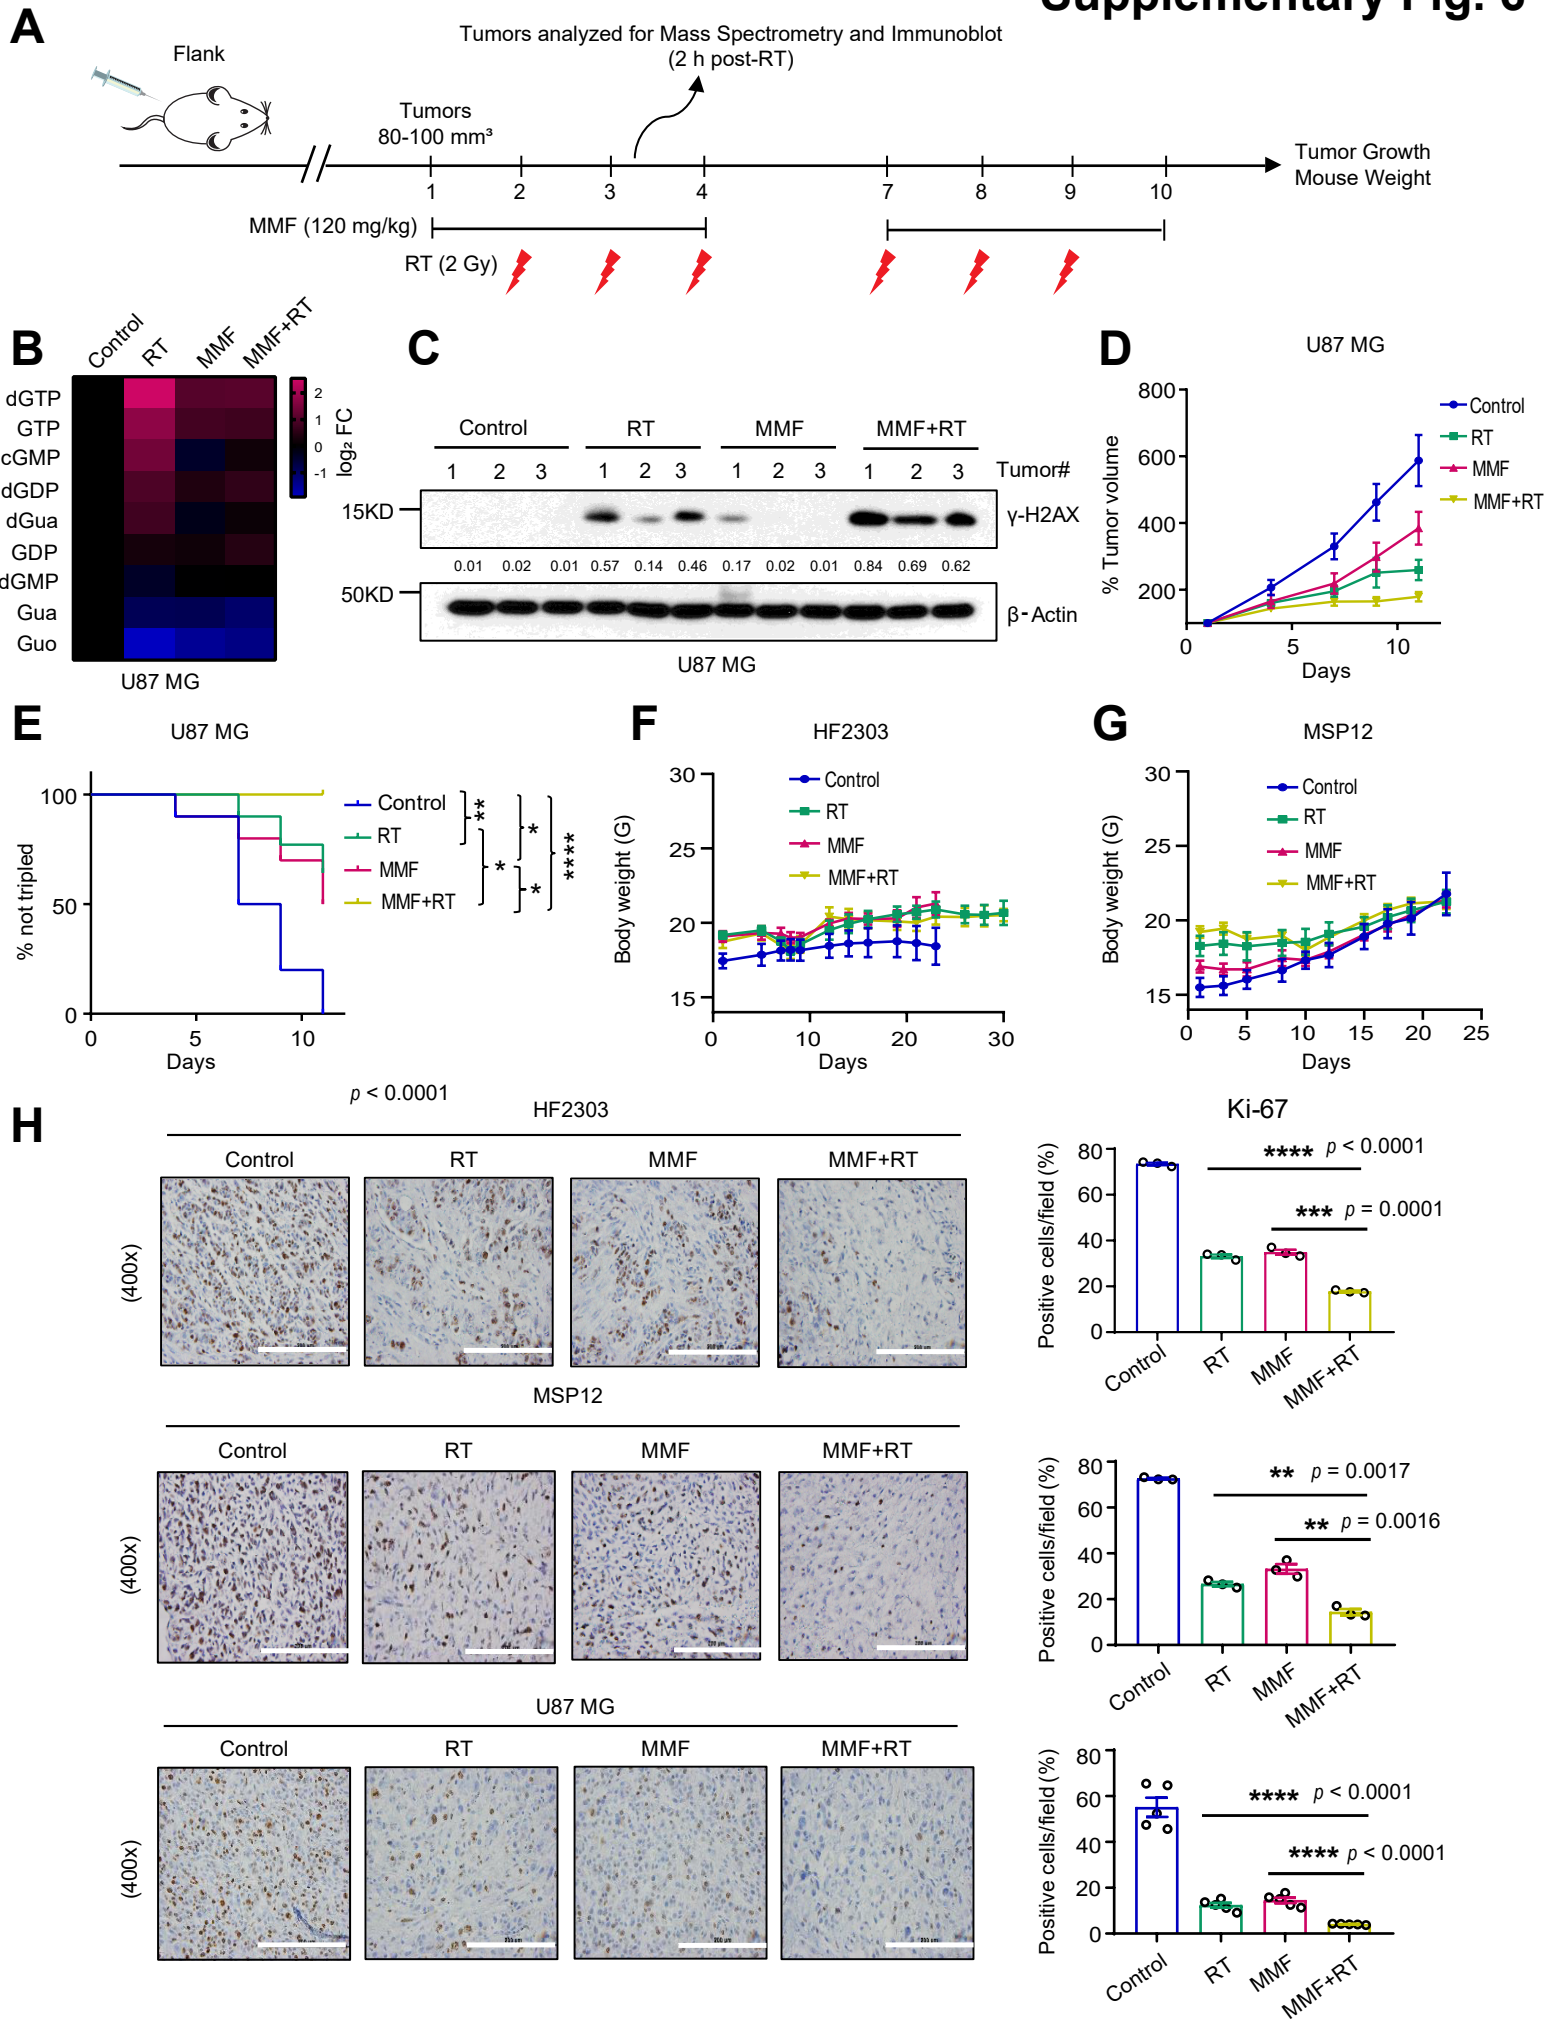 Supplementary Fig. 6
A
Flank
Tumors analyzed for Mass Spectrometry and Immunoblot
(2 h post-RT)
Tumors
80-100 mm³
1 2 3 4 7 8 9 10
Tumor Growth
Mouse Weight
MMF (120 mg/kg)
RT (2 Gy)
B
Control RT MMF MMF+RT
dGTP
GTP
cGMP
dGDP
dGua
GDP
dGMP
Gua
Guo
2
1
0
-1
log₂ FC
U87 MG
C
Control RT MMF MMF+RT
1 2 3 1 2 3 1 2 3 1 2 3 Tumor#
15KD
γ-H2AX
0.01 0.02 0.01 0.57 0.14 0.46 0.17 0.02 0.01 0.84 0.69 0.62
50KD
β-Actin
U87 MG
D
U87 MG
% Tumor volume
800
600
400
200
0 5 10
Days
Control
RT
MMF
MMF+RT
E
U87 MG
% not tripled
100
50
0
0 5 10
Days
Control
RT
MMF
MMF+RT
**
*
*
*
****
p < 0.0001
F
HF2303
Body weight (G)
30
25
20
15
0 10 20 30
Days
Control
RT
MMF
MMF+RT
G
MSP12
Body weight (G)
30
25
20
15
0 5 10 15 20 25
Days
Control
RT
MMF
MMF+RT
H
HF2303
Control RT MMF MMF+RT
(400x)
Ki-67
Positive cells/field (%)
80
60
40
20
0
**** p < 0.0001
*** p = 0.0001
Control RT MMF MMF+RT
MSP12
Control RT MMF MMF+RT
(400x)
Positive cells/field (%)
80
60
40
20
0
** p = 0.0017
** p = 0.0016
Control RT MMF MMF+RT
U87 MG
Control RT MMF MMF+RT
(400x)
Positive cells/field (%)
80
60
40
20
0
**** p < 0.0001
**** p < 0.0001
Control RT MMF MMF+RT